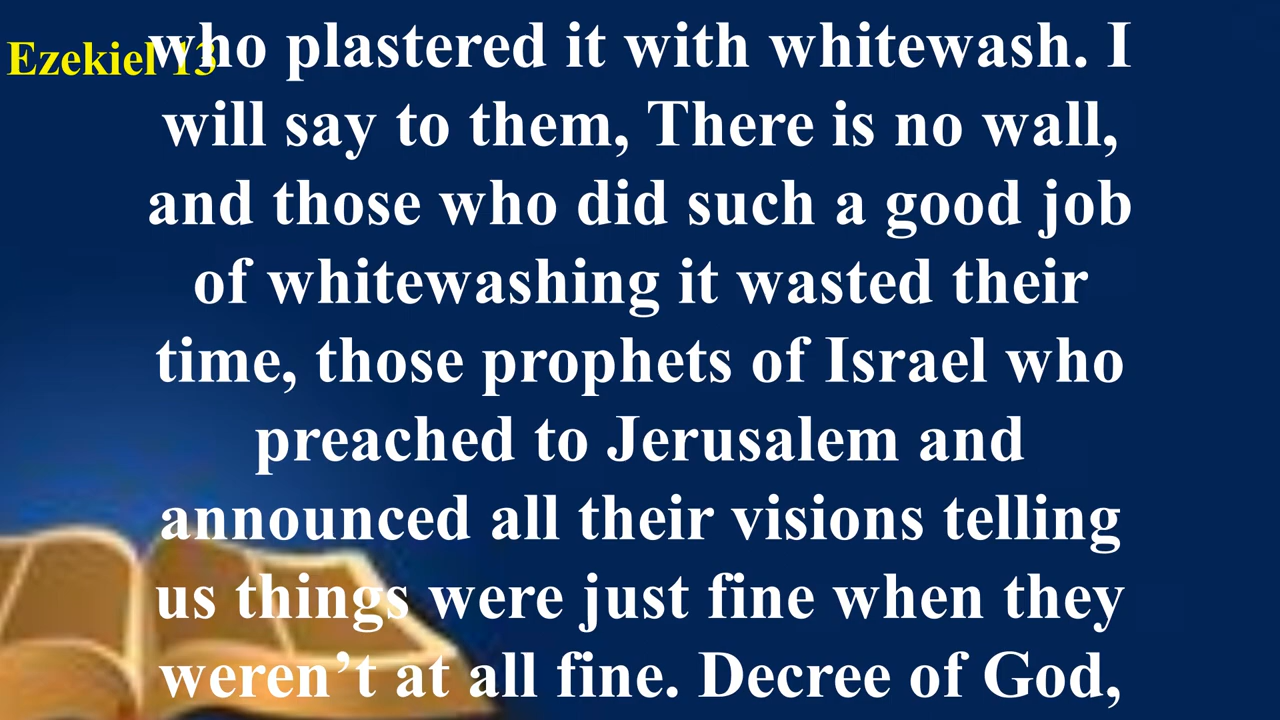 Ezekiel 13
who plastered it with whitewash. I
will say to them, There is no wall,
and those who did such a good job
of whitewashing it wasted their
time, those prophets of Israel who
preached to Jerusalem and
announced all their visions telling
us things were just fine when they
weren’t at all fine. Decree of God,